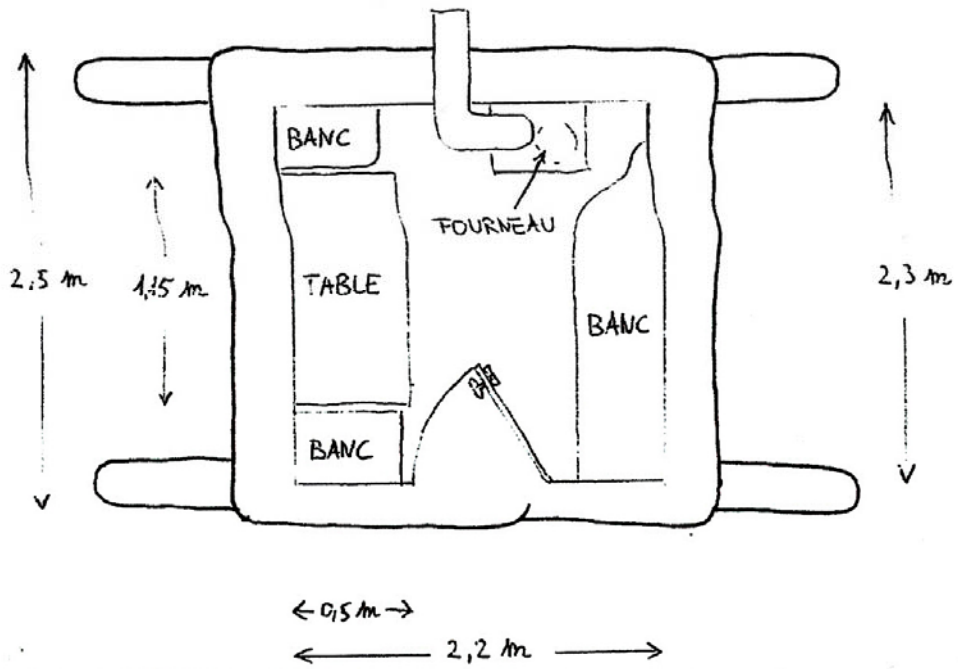 BANC
FOURNEAU
2,5 m
1,15 m
TABLE
BANC
2,3 m
BANC
0,5 m
2,2 m